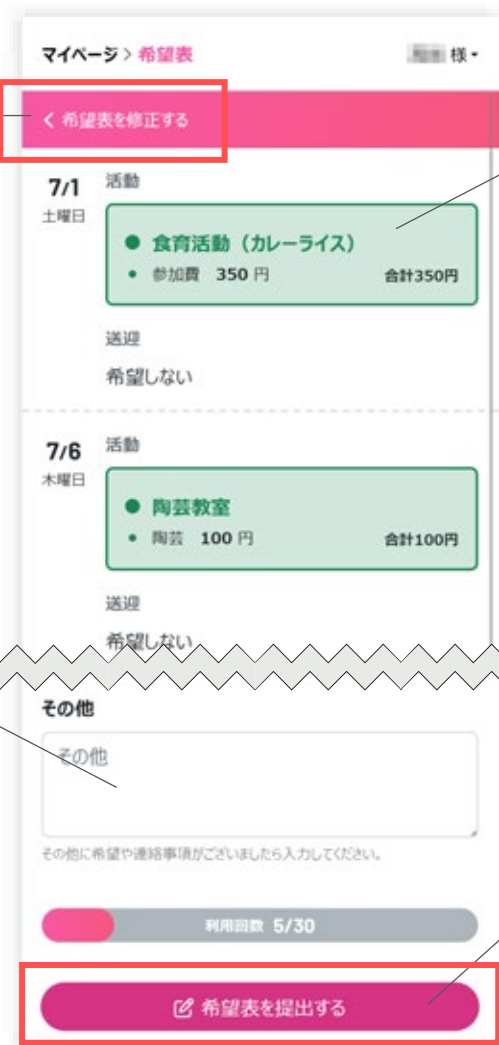 マイページ > 希望表
様
< 希望表を修正する
7/1
土曜日
活動
● 食育活動（カレーライス）
• 参加費 350 円 合計350円
送迎
希望しない
7/6
木曜日
活動
● 陶芸教室
• 陶芸 100 円 合計100円
送迎
希望しない
その他
その他
その他に希望や連絡事項がございましたら入力してください。
利用回数 5/30
希望表を提出する